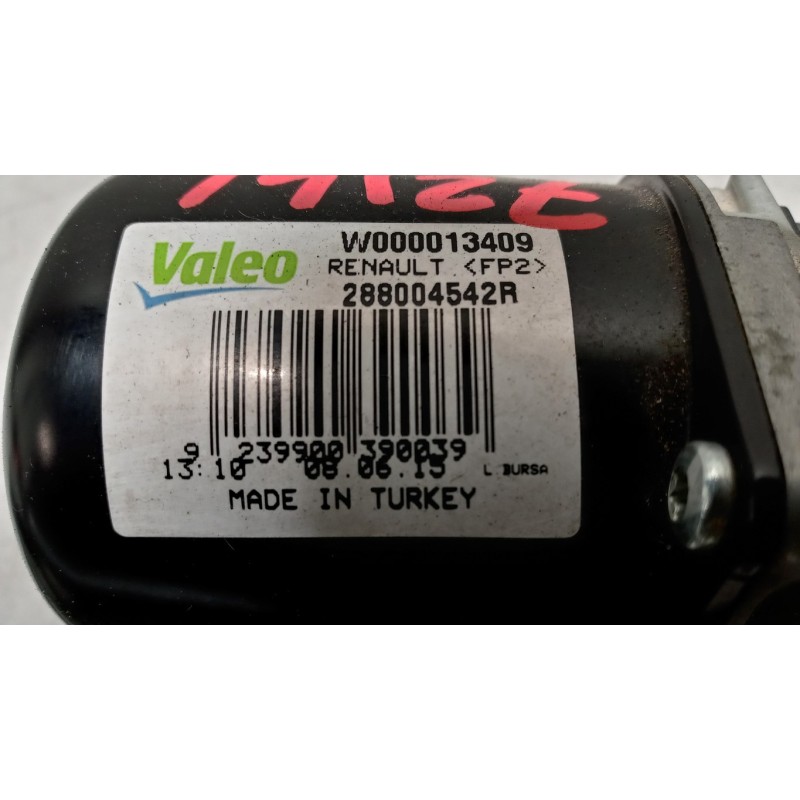 Valeo
W000013409
RENAULT <FP2>
288004542R
9 239900 390039
13:10 08.06.15 L BURSA
MADE IN TURKEY